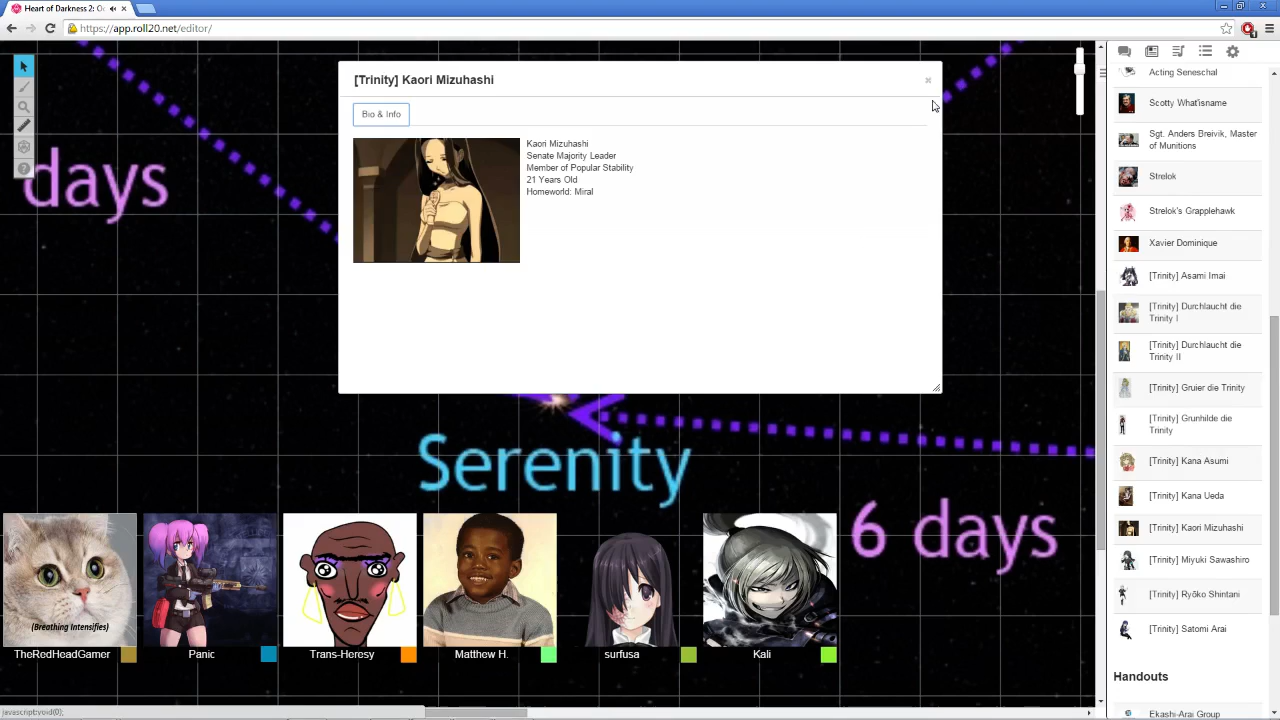 Heart of Darkness 2: Oc
https://app.roll20.net/editor/
days
[Trinity] Kaori Mizuhashi
Bio & Info
Kaori Mizuhashi
Senate Majority Leader
Member of Popular Stability
21 Years Old
Homeworld: Miral
Serenity
6 days
(Breathing Intensifies)
TheRedHeadGamer
Panic
Trans-Heresy
Matthew H.
surfusa
Kali
Acting Seneschal
Scotty What'isname
Sgt. Anders Breivik, Master
of Munitions
Strelok
Strelok's Grapplehawk
Xavier Dominique
[Trinity] Asami Imai
[Trinity] Durchlaucht die
Trinity I
[Trinity] Durchlaucht die
Trinity II
[Trinity] Gruier die Trinity
[Trinity] Grunhilde die
Trinity
[Trinity] Kana Asumi
[Trinity] Kana Ueda
[Trinity] Kaori Mizuhashi
[Trinity] Miyuki Sawashiro
[Trinity] Ryōko Shintani
[Trinity] Satomi Arai
Handouts
Ekashi-Arai Group
javascript:void(0);